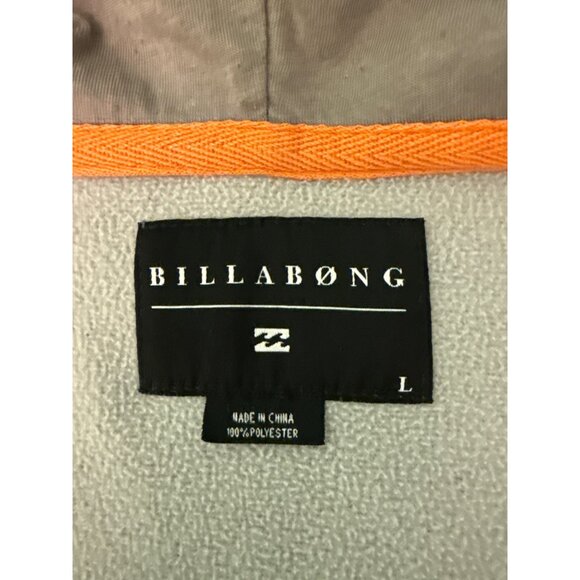 BILLABØNG
L
MADE IN CHINA
100% POLYESTER